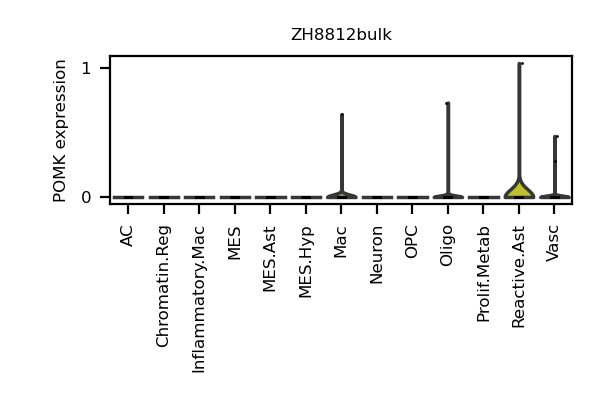 ZH8812bulk
POMK expression
1
0
AC
Chromatin.Reg
Inflammatory.Mac
MES
MES.Ast
MES.Hyp
Mac
Neuron
OPC
Oligo
Prolif.Metab
Reactive.Ast
Vasc